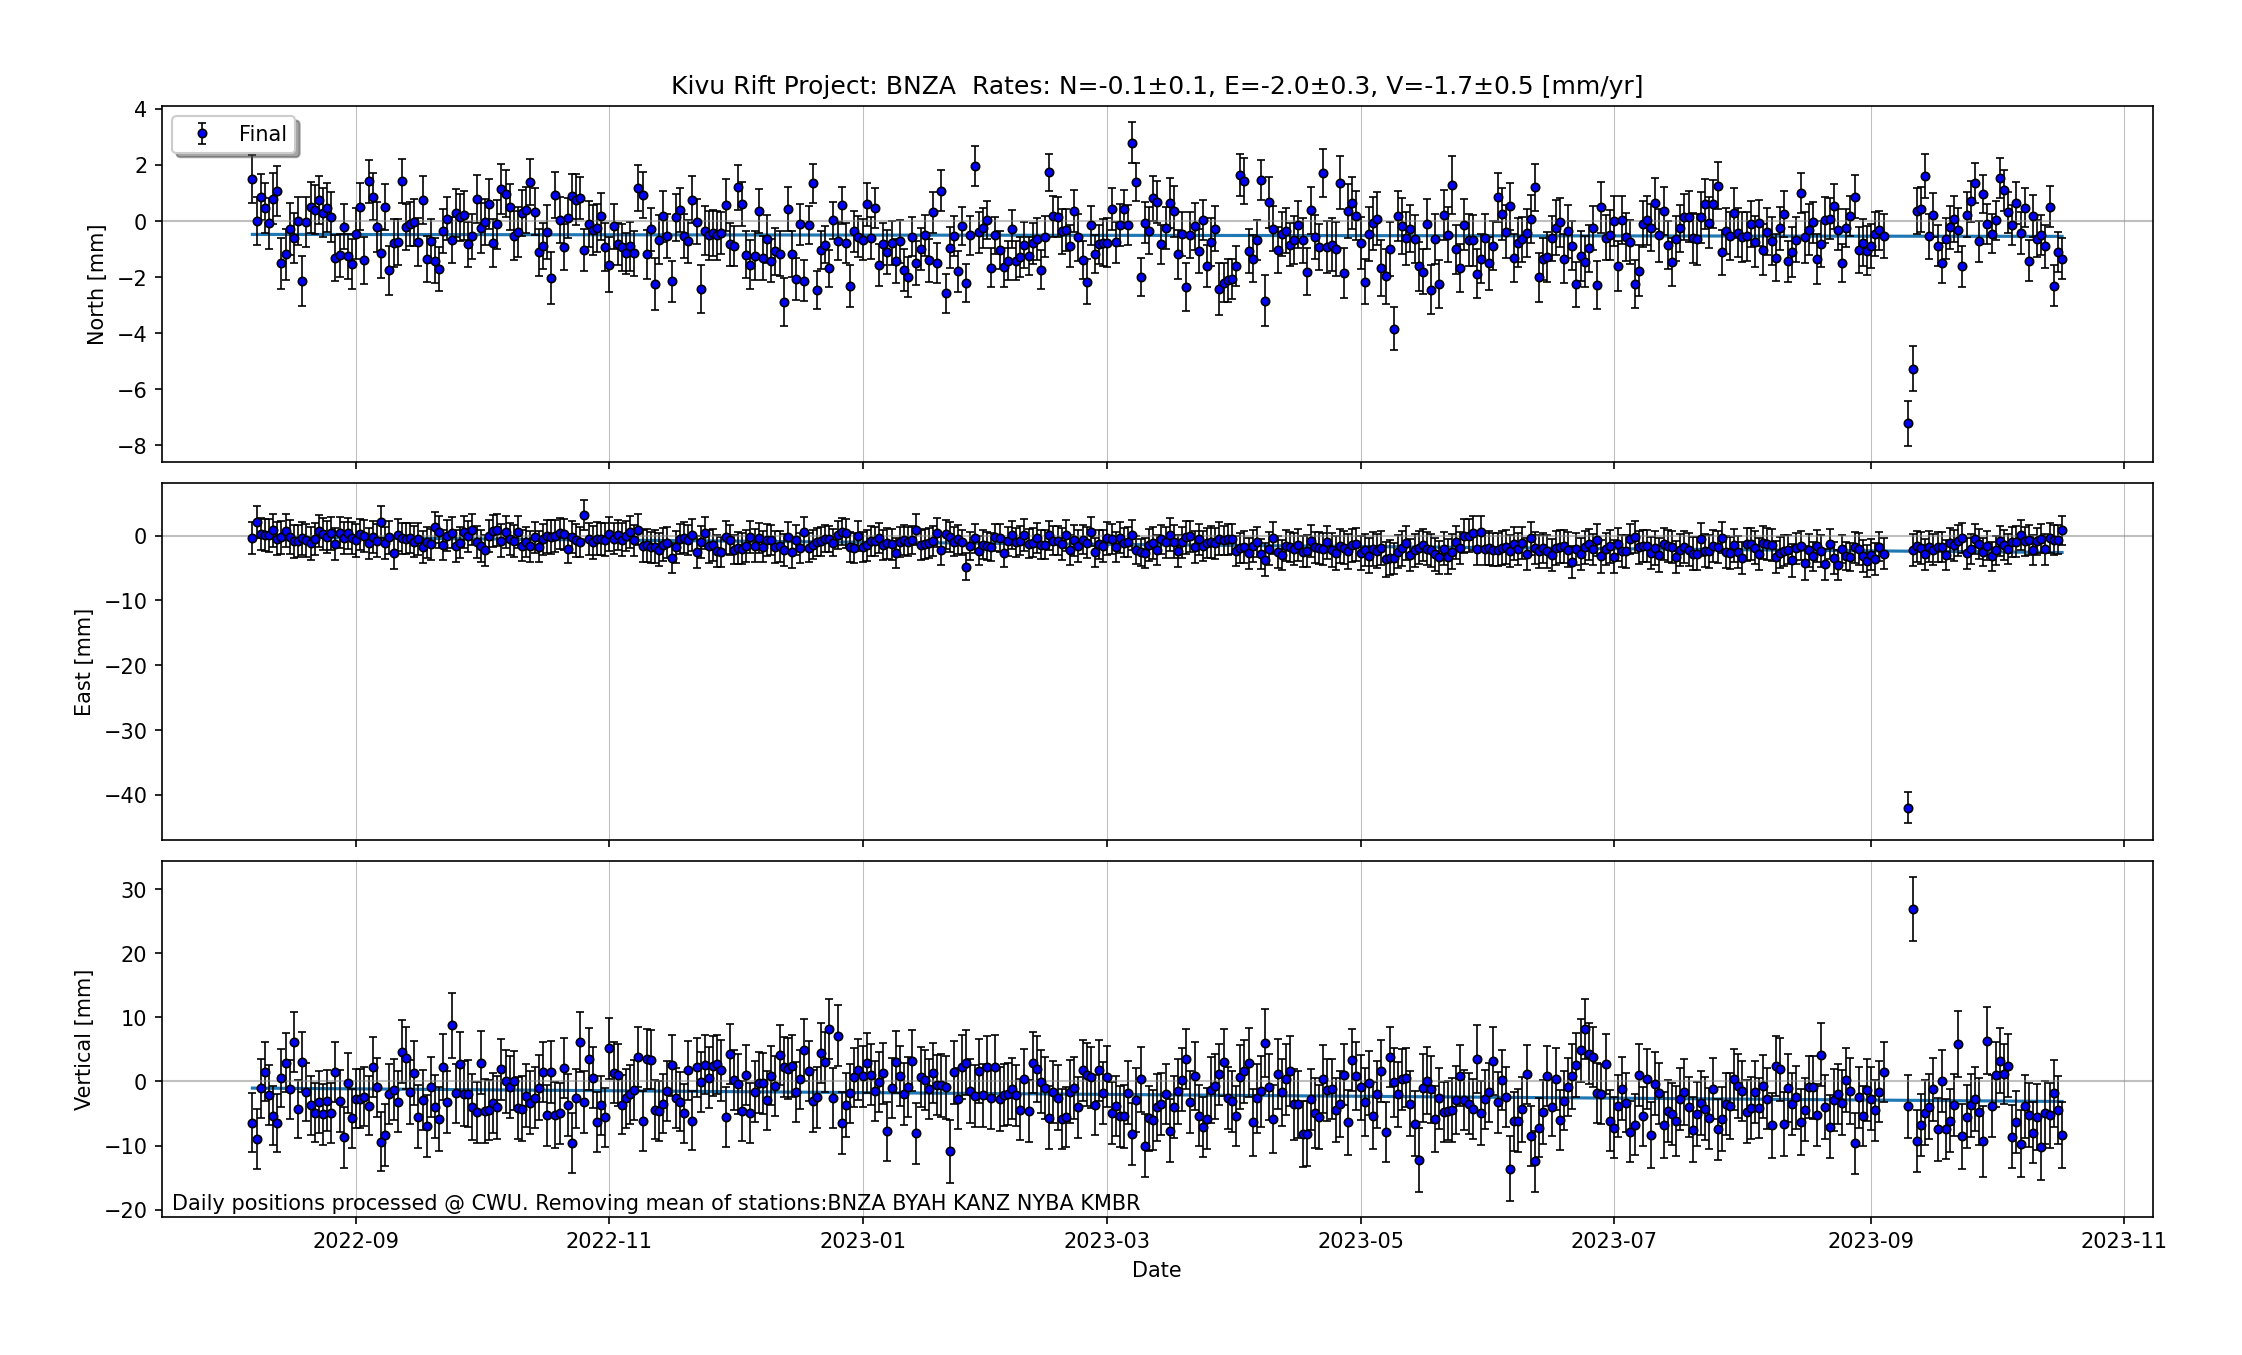 Kivu Rift Project: BNZA  Rates: N=-0.1±0.1, E=-2.0±0.3, V=-1.7±0.5 [mm/yr]
Final
North [mm]
4
2
0
−2
−4
−6
−8
East [mm]
0
−10
−20
−30
−40
Vertical [mm]
30
20
10
0
−10
−20
Daily positions processed @ CWU. Removing mean of stations:BNZA BYAH KANZ NYBA KMBR
2022-09 2022-11 2023-01 2023-03 2023-05 2023-07 2023-09 2023-11
Date